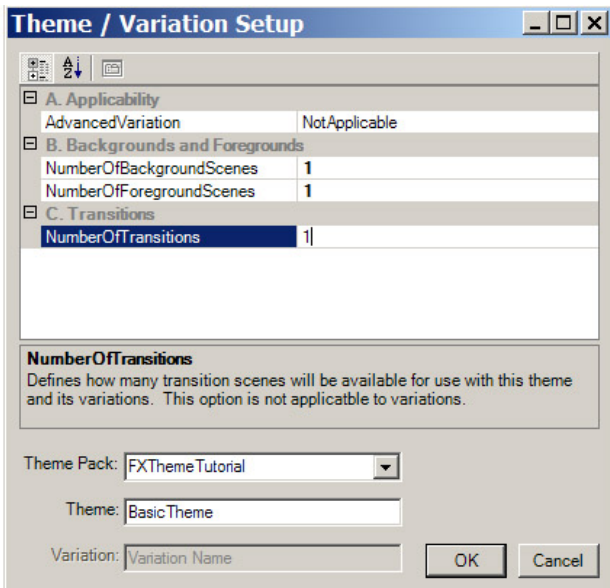 Theme / Variation Setup
A. Applicability
AdvancedVariation NotApplicable
B. Backgrounds and Foregrounds
NumberOfBackgroundScenes 1
NumberOfForegroundScenes 1
C. Transitions
NumberOfTransitions 1
NumberOfTransitions
Defines how many transition scenes will be available for use with this theme
and its variations. This option is not applicatble to variations.
Theme Pack: FXThemeTutorial
Theme: BasicTheme
Variation: Variation Name
OK Cancel